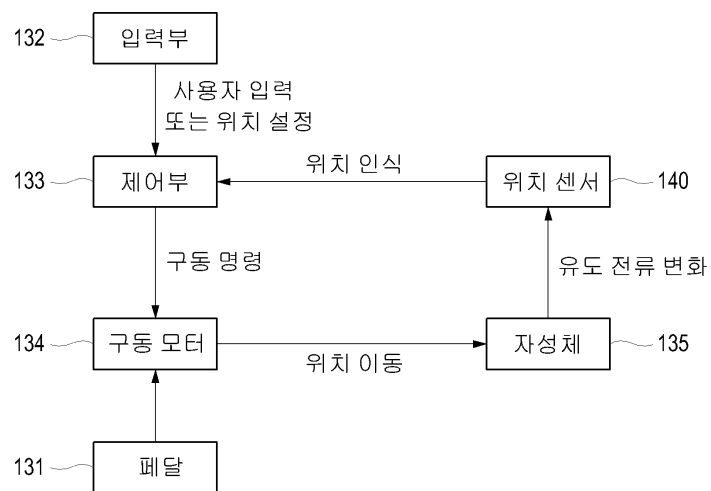 132 입력부
사용자 입력
또는 위치 설정
133 제어부 위치 인식 위치 센서 140
구동 명령 유도 전류 변화
134 구동 모터 위치 이동 자성체 135
131 페달